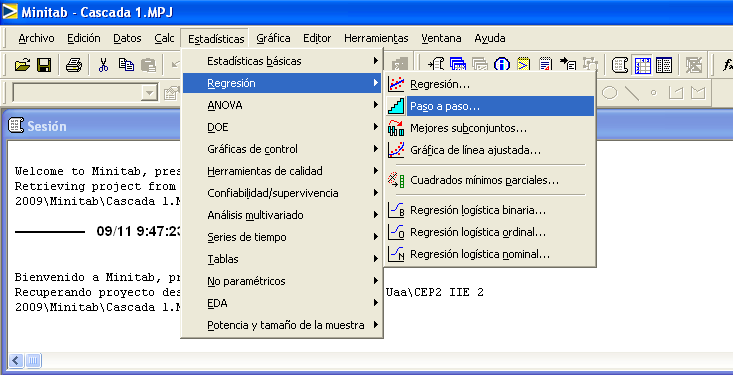 Minitab - Cascada 1.MPJ
Archivo Edición Datos Calc Estadísticas Gráfica Editor Herramientas Ventana Ayuda
Estadísticas básicas
Regresión
ANOVA
DOE
Gráficas de control
Herramientas de calidad
Confiabilidad/supervivencia
Análisis multivariado
Series de tiempo
Tablas
No paramétricos
EDA
Potencia y tamaño de la muestra
Regresión...
Paso a paso...
Mejores subconjuntos...
Gráfica de línea ajustada...
Cuadrados mínimos parciales...
Regresión logística binaria...
Regresión logística ordinal...
Regresión logística nominal...
Sesión
Welcome to Minitab, pres
Retrieving project from
2009\Minitab\Cascada 1.M
09/11 9:47:23
Bienvenido a Minitab, pr
Recuperando proyecto des Uaa\CEP2 IIE 2
2009\Minitab\Cascada 1.M